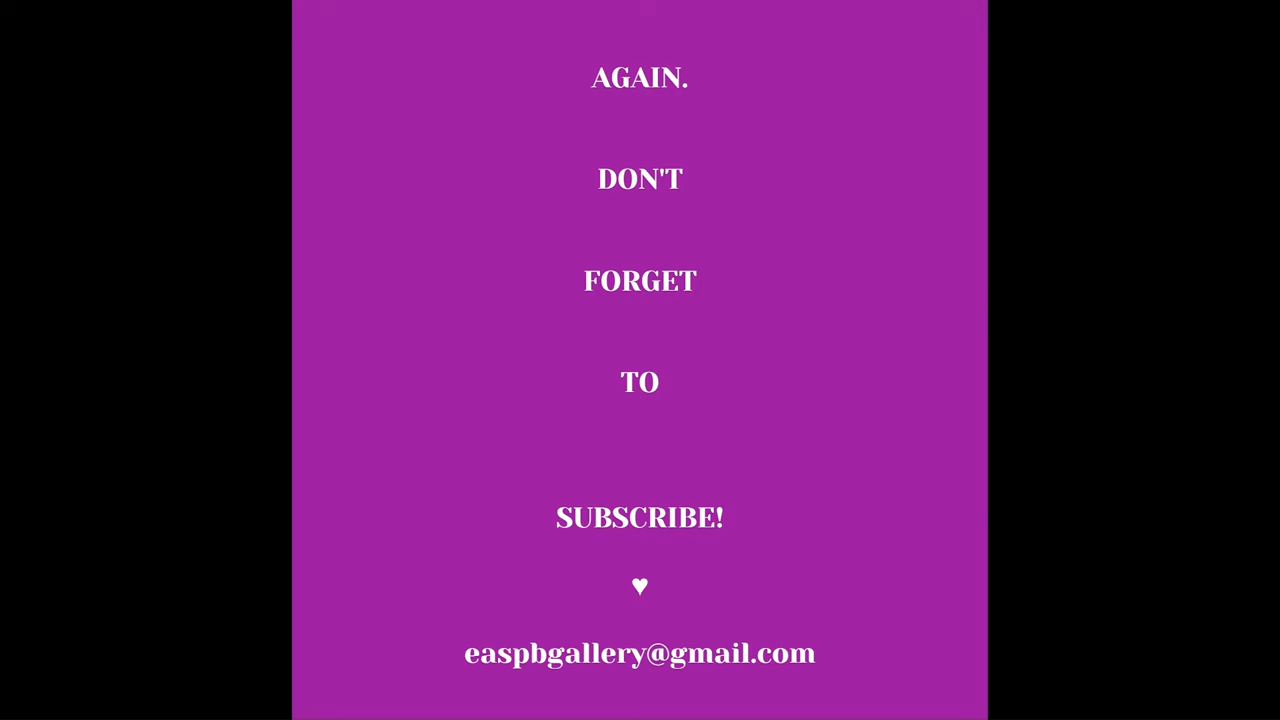 AGAIN.
DON'T
FORGET
TO
SUBSCRIBE!
♥
easpbgallery@gmail.com